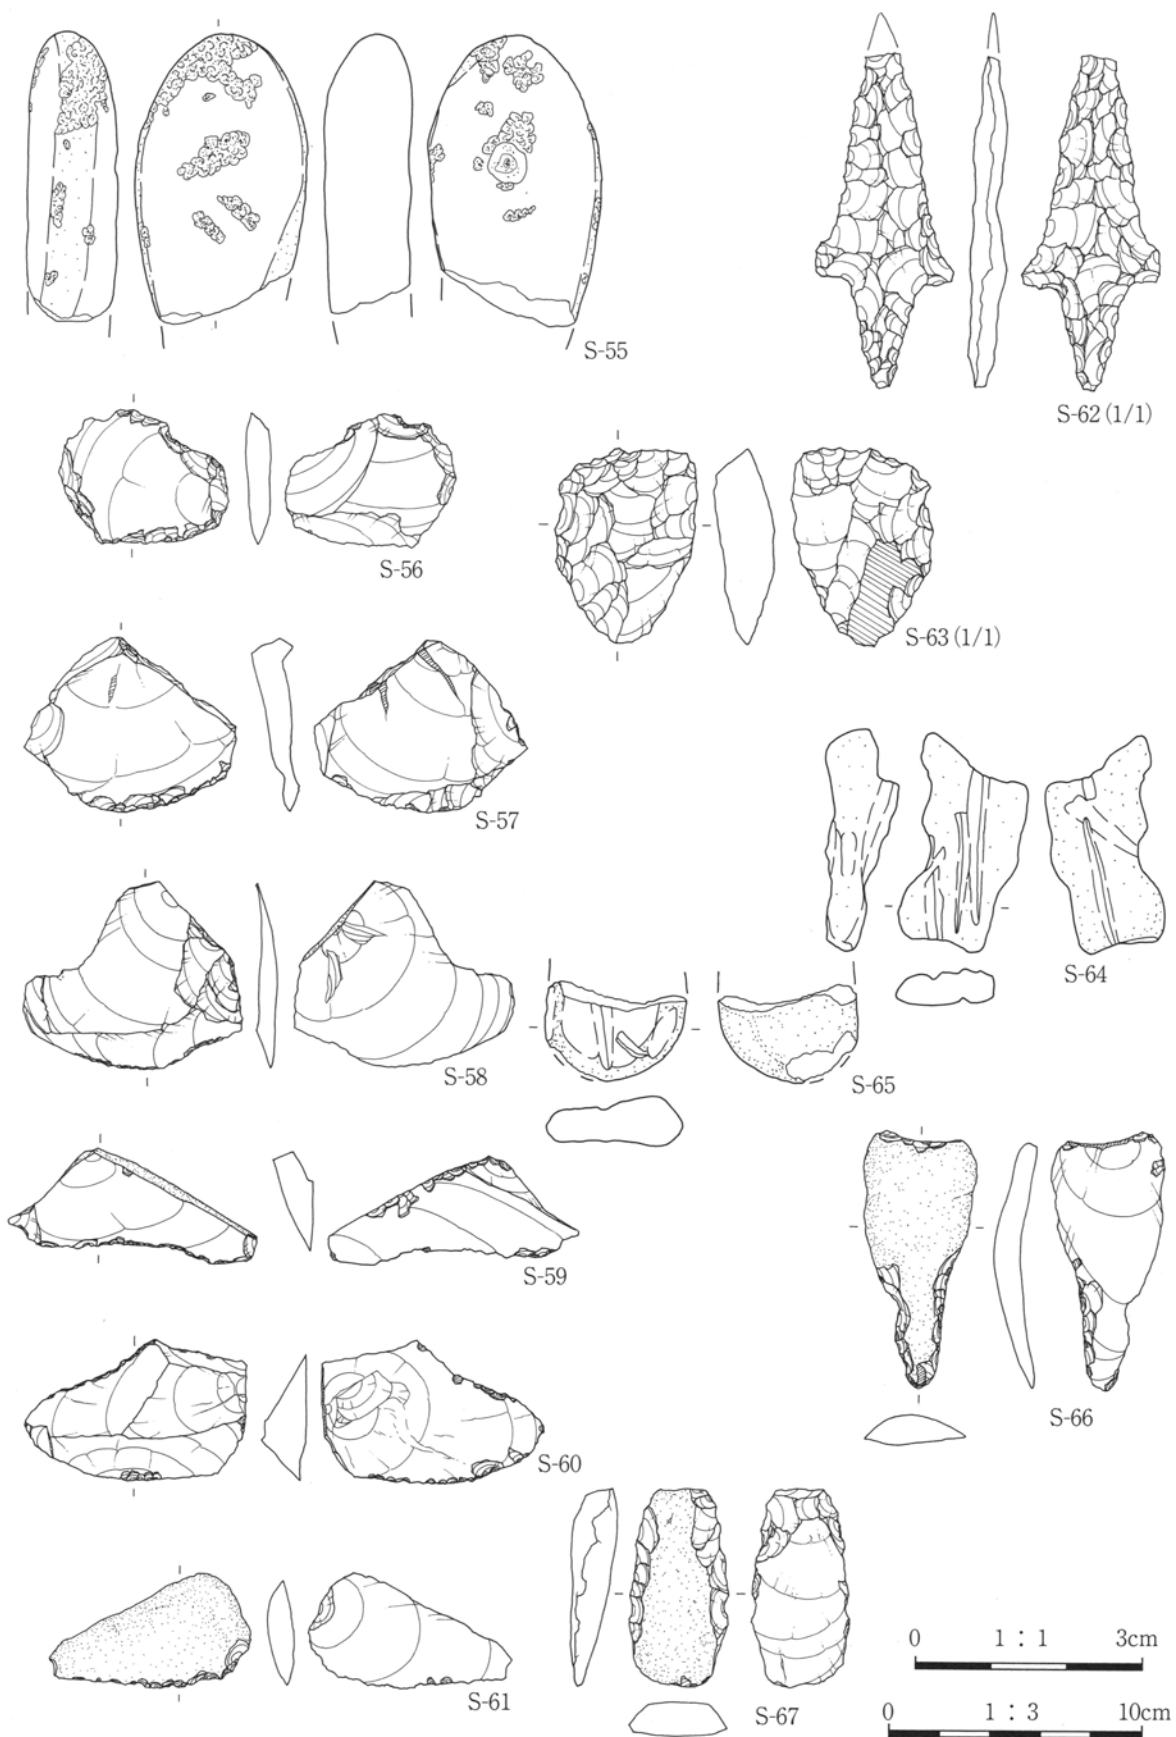 S-55
S-62 (1/1)
S-56
S-63 (1/1)
S-57
S-64
S-58
S-65
S-59
S-66
S-60
S-67
S-61
0 1 : 1 3cm
0 1 : 3 10cm